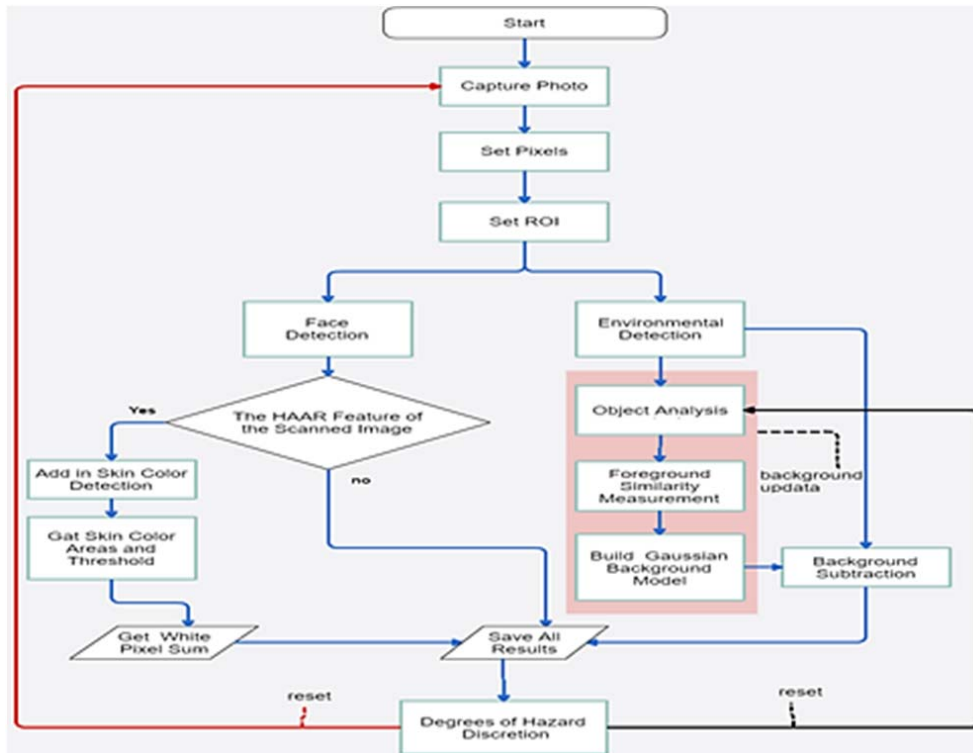 Start
Capture Photo
Set Pixels
Set ROI
Face
Detection
Environmental
Detection
Yes
The HAAR Feature of
the Scanned Image
no
Add in Skin Color
Detection
Gat Skin Color
Areas and
Threshold
Get White
Pixel Sum
Object Analysis
Foreground
Similarity
Measurement
Build Gaussian
Background
Model
background
updata
Background
Subtraction
Save All
Results
reset
Degrees of Hazard
Discretion
reset